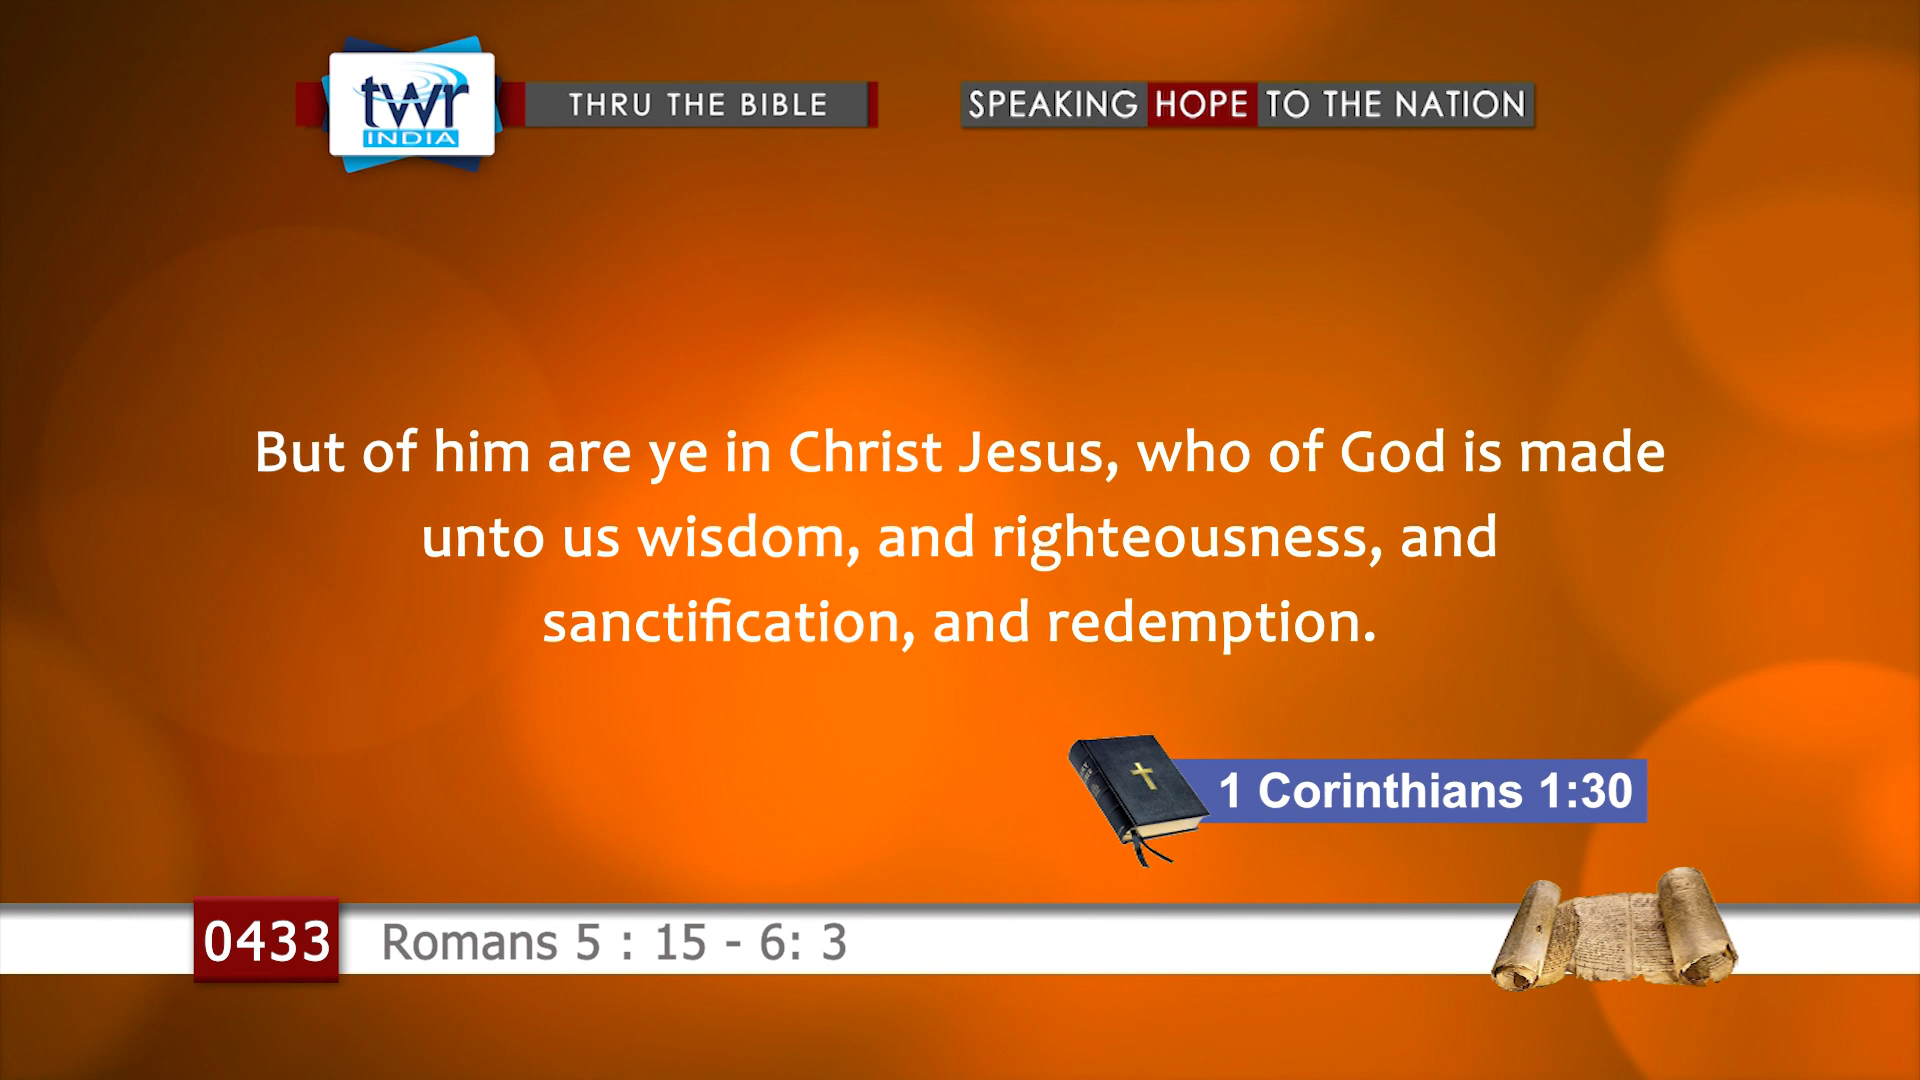 twr
INDIA
THRU THE BIBLE
SPEAKING HOPE TO THE NATION
But of him are ye in Christ Jesus, who of God is made
unto us wisdom, and righteousness, and
sanctification, and redemption.
1 Corinthians 1:30
0433
Romans 5 : 15 - 6: 3